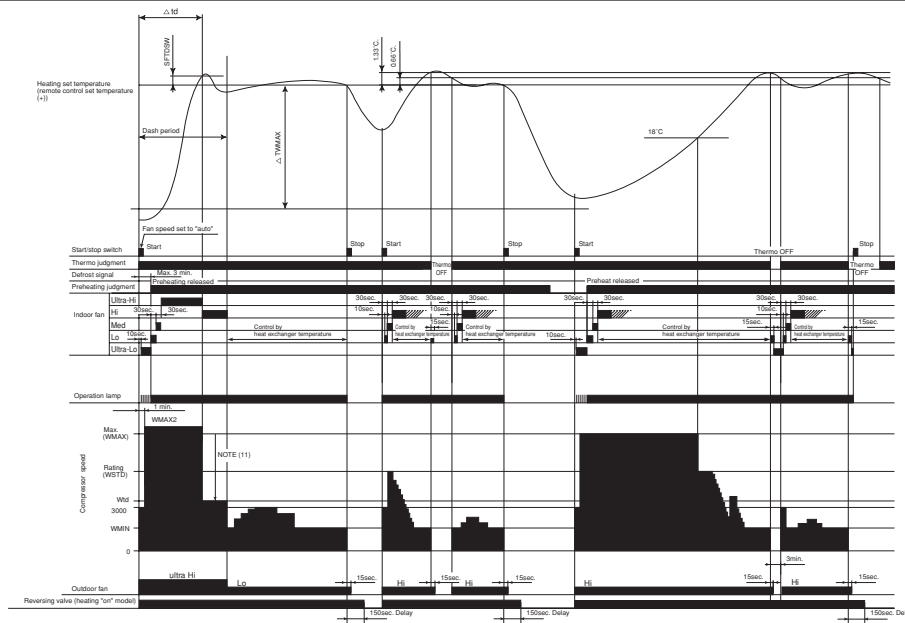 △ td
SFTDSW
1.33°C.
0.66°C.
Heating set temperature
(remote control set temperature
(+))
Dash period
△ TWMAX
18°C
Fan speed set to "auto"
Start/stop switch
Start
Stop
Start
Stop
Start
Thermo OFF
Stop
Thermo judgment
Thermo
OFF
Thermo
OFF
Defrost signal
Max. 3 min.
Preheating released
Preheat released
Preheating judgment
Indoor fan
Ultra-Hi
Hi
Med
Lo
Ultra-Lo
30sec.
30sec.
10sec.
Control by
heat exchanger temperature
30sec.
30sec.
10sec.
Control by
heat exchanger temperature
15sec.
30sec.
30sec.
10sec.
Control by
heat exchanger temperature
10sec.
30sec.
30sec.
Control by
heat exchanger temperature
15sec.
30sec.
30sec.
10sec.
Control by
heat exchanger temperature
15sec.
Operation lamp
1 min.
WMAX2
Compressor speed
Max.
(WMAX)
NOTE (11)
Rating
(WSTD)
Wtd
3000
WMIN
0
3min.
Outdoor fan
ultra Hi
Lo
15sec.
Hi
15sec.
Hi
15sec.
Hi
15sec.
Hi
15sec.
Reversing valve (heating "on" model)
150sec. Delay
150sec. Delay
150sec. Del